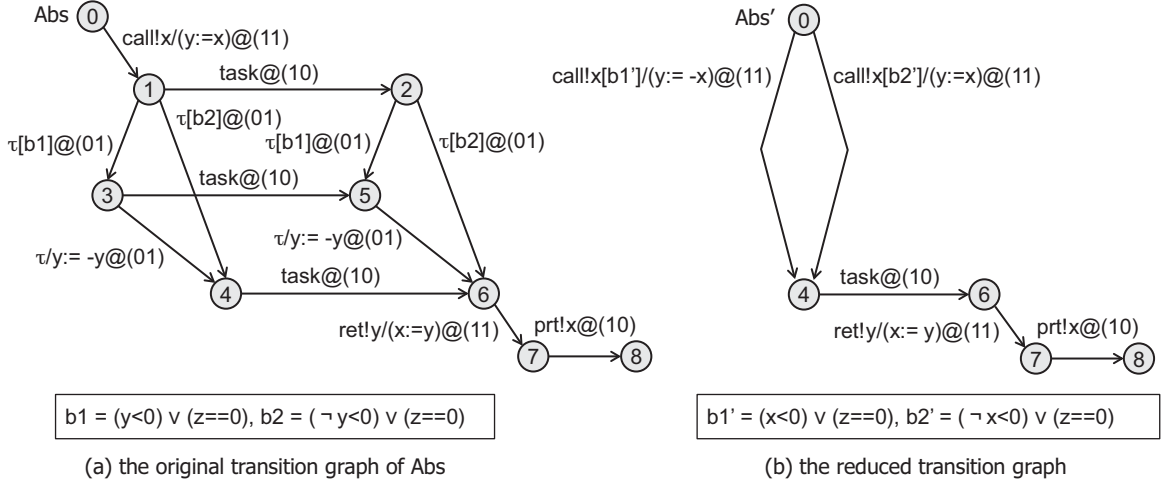 Abs 0
call!x/(y:=x)@(11)
1 task@(10) 2
τ[b1]@(01) τ[b2]@(01) τ[b1]@(01) τ[b2]@(01)
3 task@(10) 5
τ/y:= -y@(01) τ/y:= -y@(01)
4 task@(10) 6
ret!y/(x:=y)@(11) prt!x@(10)
7 8
b1 = (y<0) ∨ (z==0), b2 = ( ¬ y<0) ∨ (z==0)
(a) the original transition graph of Abs
Abs' 0
call!x[b1']/(y:= -x)@(11) call!x[b2']/(y:=x)@(11)
4 task@(10) 6
ret!y/(x:= y)@(11) prt!x@(10)
7 8
b1' = (x<0) ∨ (z==0), b2' = ( ¬ x<0) ∨ (z==0)
(b) the reduced transition graph